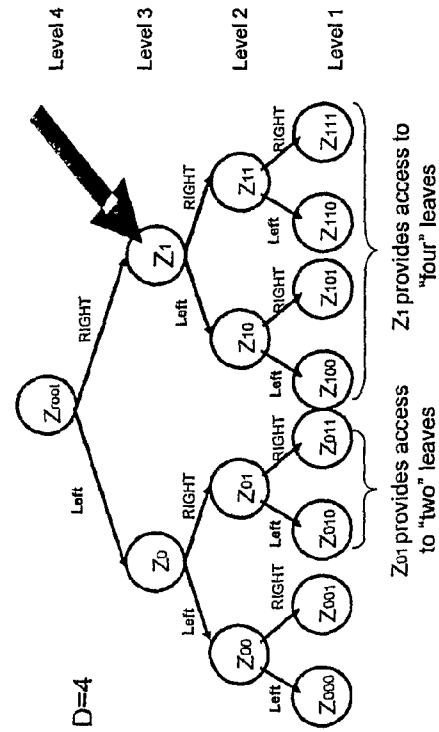 D=4
Zroot
Level 4
Left
RIGHT
Z0
Z1
Level 3
Left
RIGHT
Left
RIGHT
Z00
Z01
Z10
Z11
Level 2
Left
RIGHT
Left
RIGHT
Left
RIGHT
Left
RIGHT
Z000
Z001
Z010
Z011
Z100
Z101
Z110
Z111
Level 1
Z01 provides access
to "two" leaves
Z1 provides access to
"four" leaves